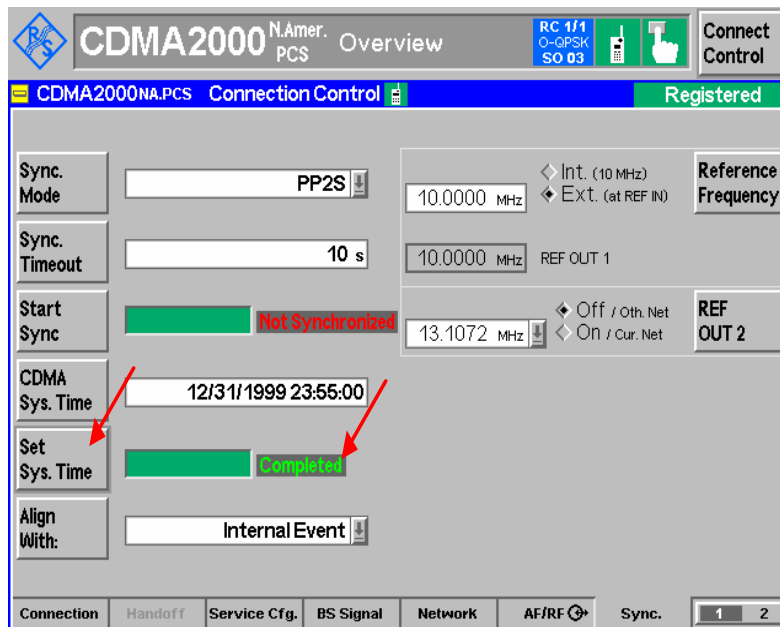 R S
CDMA2000 N.Amer. PCS Overview
RC 1/1
O-QPSK
SO 03
Connect
Control
CDMA2000NA.PCS Connection Control
Registered
Sync.
Mode
PP2S
10.0000 MHz
Int. (10 MHz)
Ext. (at REF IN)
Reference
Frequency
Sync.
Timeout
10 s
10.0000 MHz REF OUT 1
Start
Sync
Not Synchronized
13.1072 MHz
Off / Oth. Net
On / Cur. Net
REF
OUT 2
CDMA
Sys. Time
12/31/1999 23:55:00
Set
Sys. Time
Completed
Align
With:
Internal Event
Connection Handoff Service Cfg. BS Signal Network AF/RF Sync. 1 2